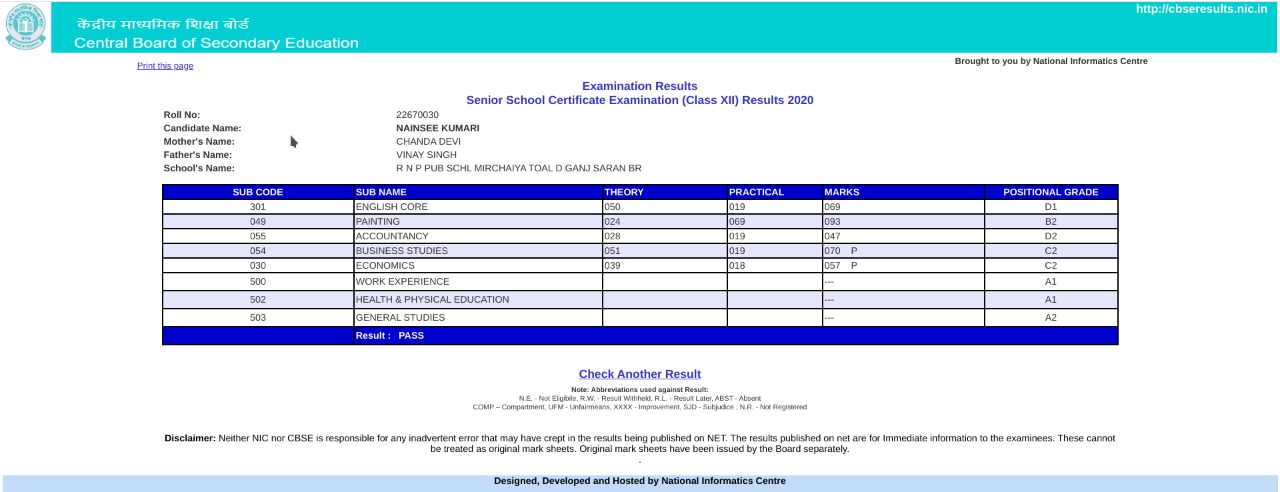 http://cbseresults.nic.in
केंद्रीय माध्यमिक शिक्षा बोर्ड
Central Board of Secondary Education
Print this page
Brought to you by National Informatics Centre
Examination Results
Senior School Certificate Examination (Class XII) Results 2020
Roll No: 22670030
Candidate Name: NAINSEE KUMARI
Mother's Name: CHANDA DEVI
Father's Name: VINAY SINGH
School's Name: R N P PUB SCHL MIRCHAIYA TOAL D GANJ SARAN BR
SUB CODE SUB NAME THEORY PRACTICAL MARKS POSITIONAL GRADE
301 ENGLISH CORE 050 019 069 D1
049 PAINTING 024 069 093 B2
055 ACCOUNTANCY 028 019 047 D2
054 BUSINESS STUDIES 051 019 070 P C2
030 ECONOMICS 039 018 057 P C2
500 WORK EXPERIENCE --- A1
502 HEALTH & PHYSICAL EDUCATION --- A1
503 GENERAL STUDIES --- A2
Result : PASS
Check Another Result
Note: Abbreviations used against Result:
N.E. - Not Eligibile, R.W. - Result Withheld, R.L. - Result Later, ABST - Absent
COMP – Compartment, UFM - Unfairmeans, XXXX - Improvement, SJD - Subjudice , N.R. - Not Registered
Disclaimer: Neither NIC nor CBSE is responsible for any inadvertent error that may have crept in the results being published on NET. The results published on net are for Immediate information to the examinees. These cannot
be treated as original mark sheets. Original mark sheets have been issued by the Board separately.
.
Designed, Developed and Hosted by National Informatics Centre